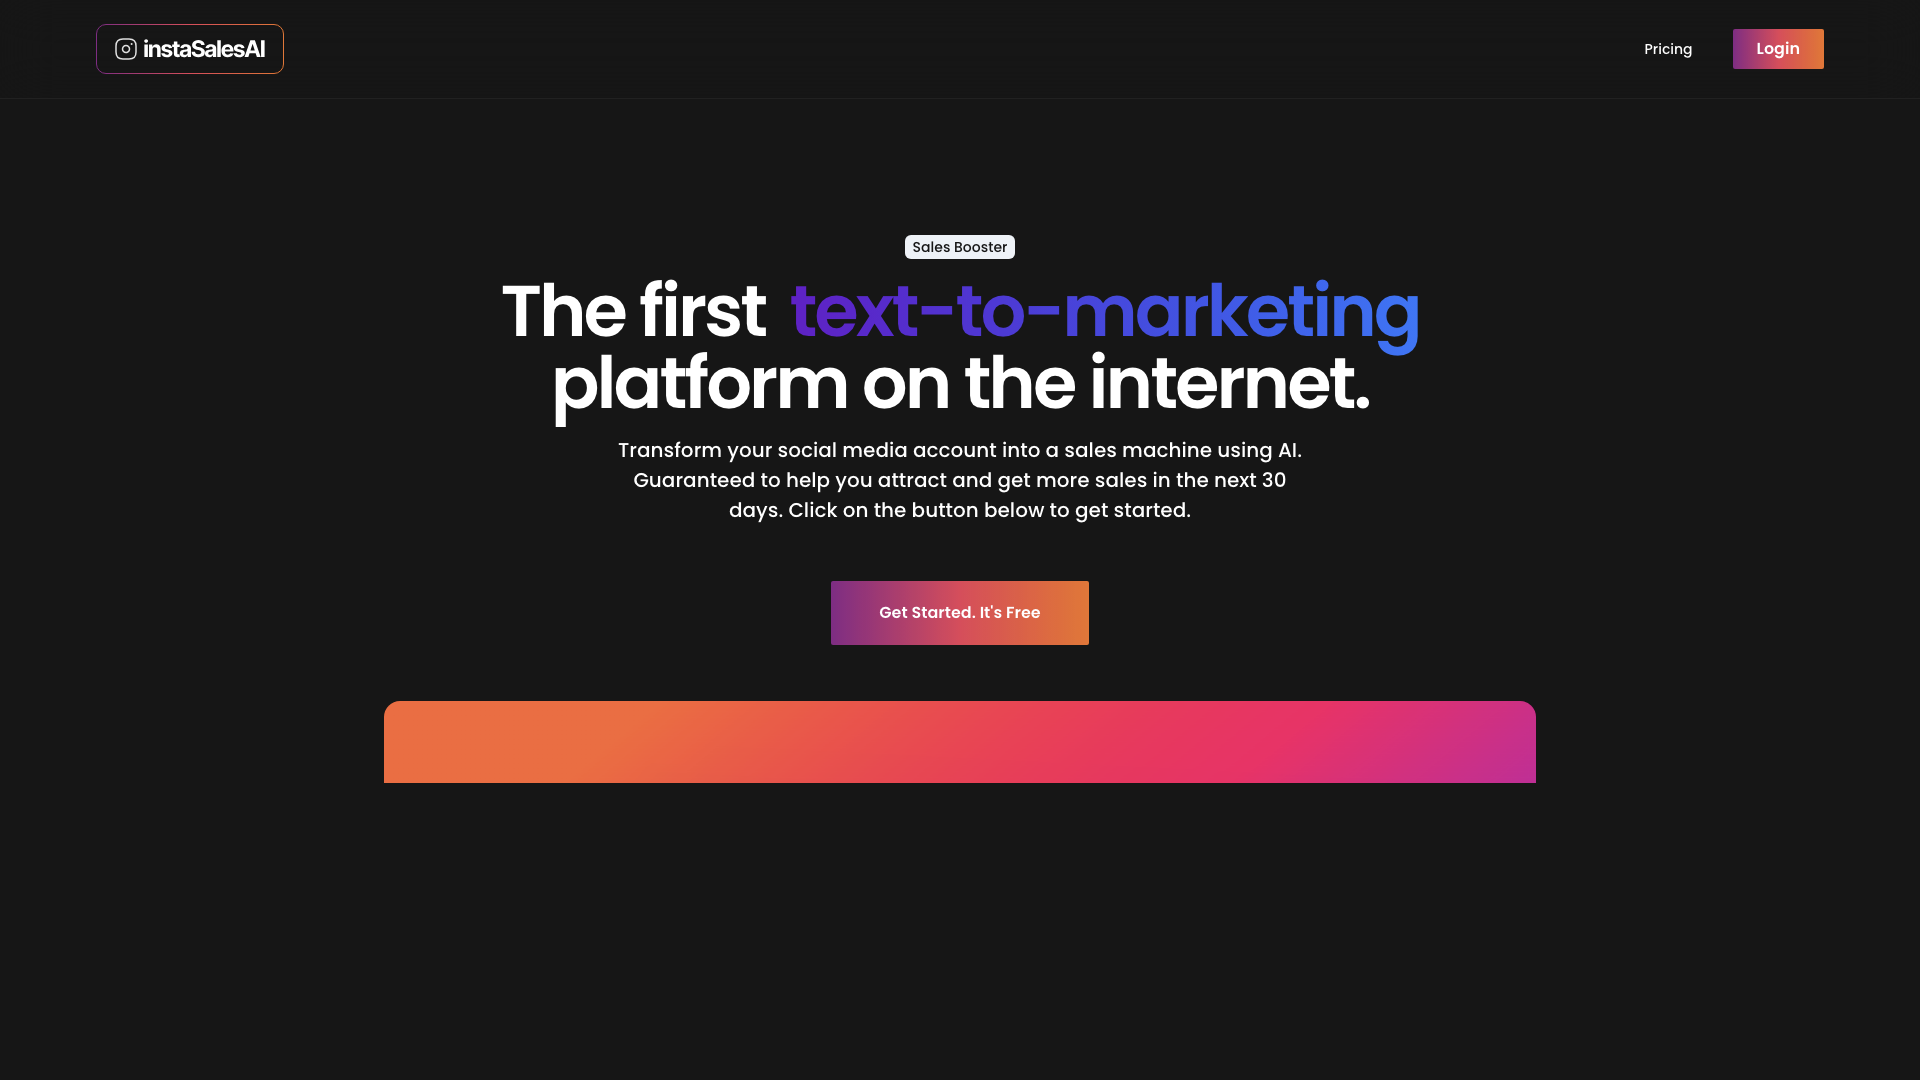 instaSalesAI
Pricing
Login
Sales Booster
The first text-to-marketing
platform on the internet.
Transform your social media account into a sales machine using AI.
Guaranteed to help you attract and get more sales in the next 30
days. Click on the button below to get started.
Get Started. It's Free